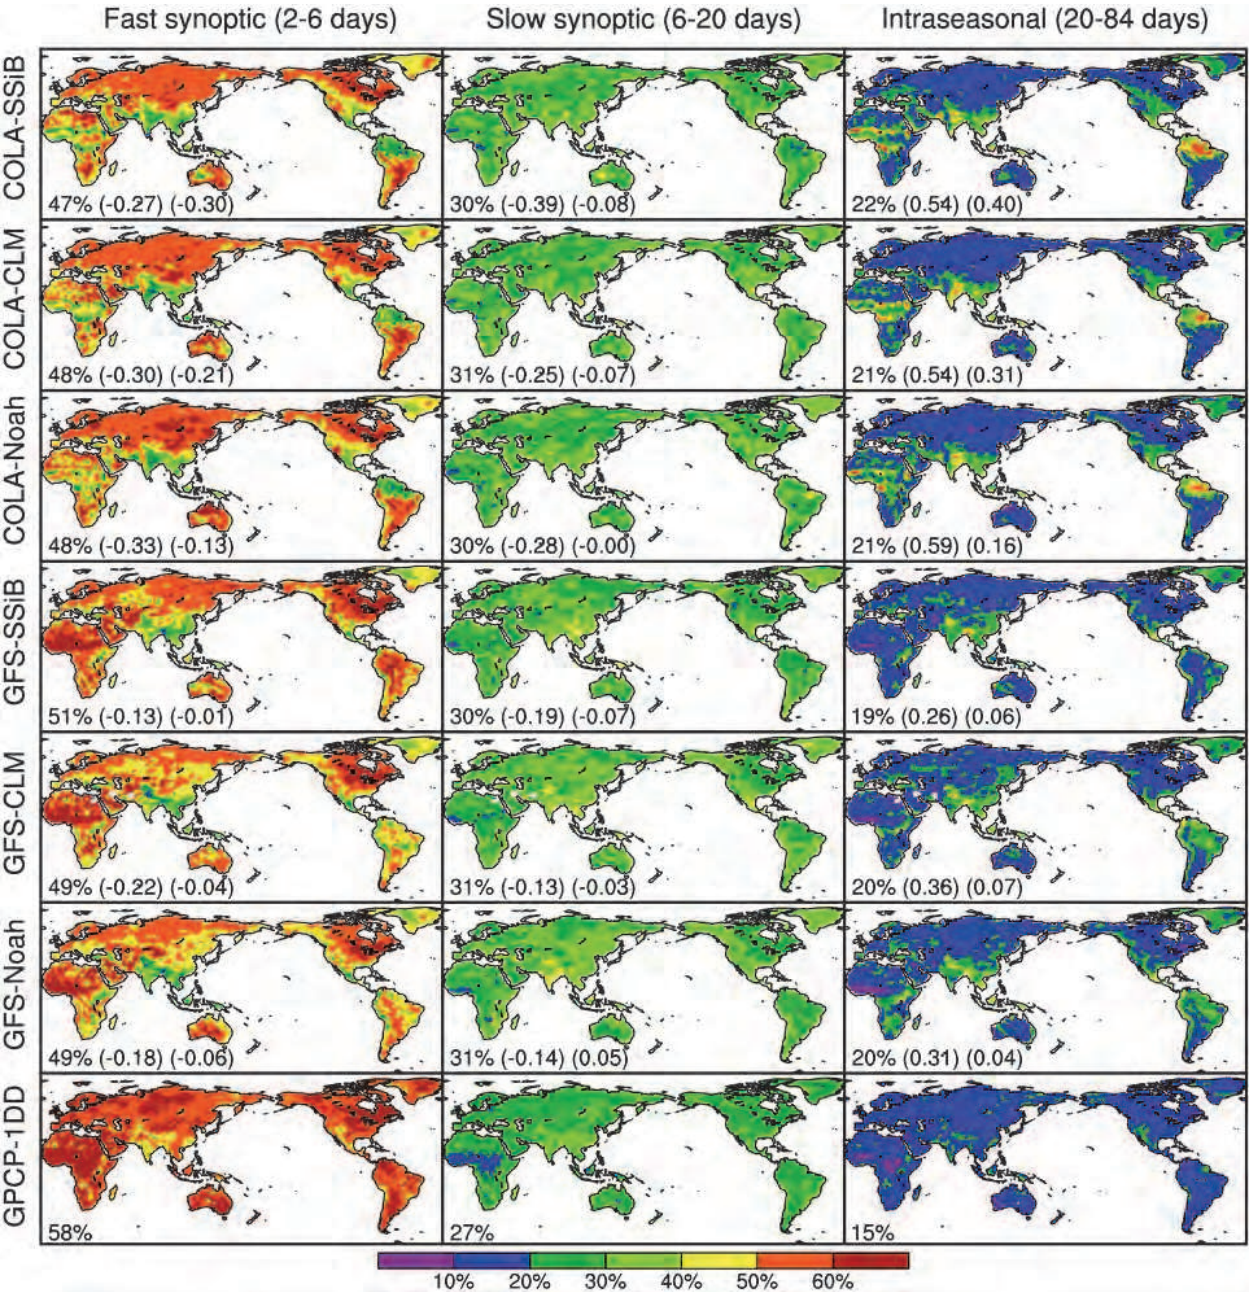 Fast synoptic (2-6 days) Slow synoptic (6-20 days) Intraseasonal (20-84 days)
COLA-SSiB
47% (-0.27) (-0.30) 30% (-0.39) (-0.08) 22% (0.54) (0.40)
COLA-CLM
48% (-0.30) (-0.21) 31% (-0.25) (-0.07) 21% (0.54) (0.31)
COLA-Noah
48% (-0.33) (-0.13) 30% (-0.28) (-0.00) 21% (0.59) (0.16)
GFS-SSiB
51% (-0.13) (-0.01) 30% (-0.19) (-0.07) 19% (0.26) (0.06)
GFS-CLM
49% (-0.22) (-0.04) 31% (-0.13) (-0.03) 20% (0.36) (0.07)
GFS-Noah
49% (-0.18) (-0.06) 31% (-0.14) (0.05) 20% (0.31) (0.04)
GPCP-1DD
58% 27% 15%
10% 20% 30% 40% 50% 60%